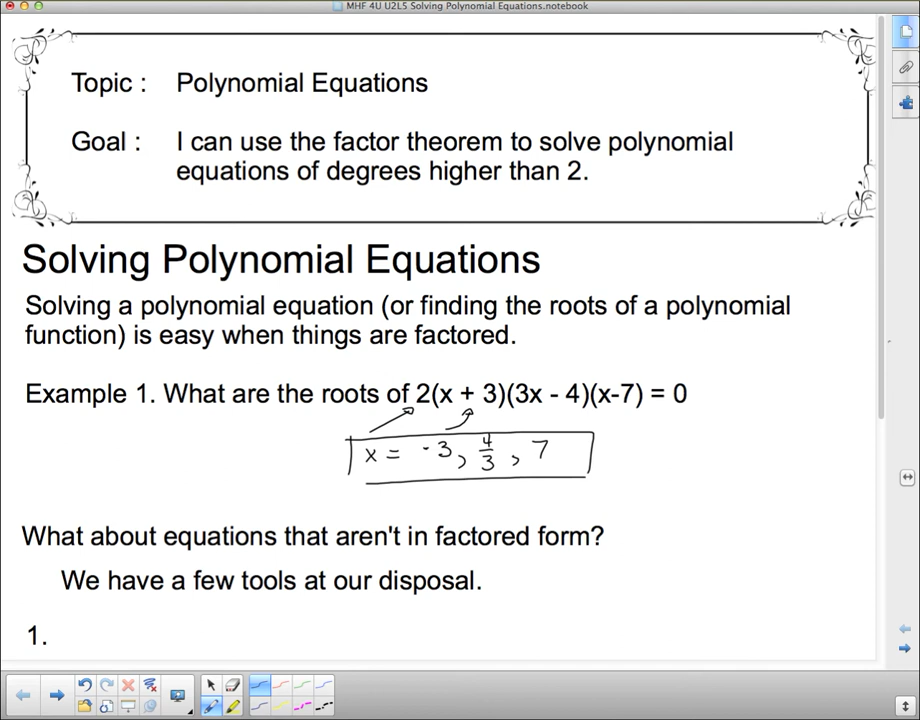 MHF 4U U2L5 Solving Polynomial Equations.notebook
Topic : Polynomial Equations
Goal : I can use the factor theorem to solve polynomial
equations of degrees higher than 2.
Solving Polynomial Equations
Solving a polynomial equation (or finding the roots of a polynomial
function) is easy when things are factored.
Example 1. What are the roots of 2(x + 3)(3x - 4)(x-7) = 0
x = -3, 4/3, 7
What about equations that aren't in factored form?
We have a few tools at our disposal.
1.